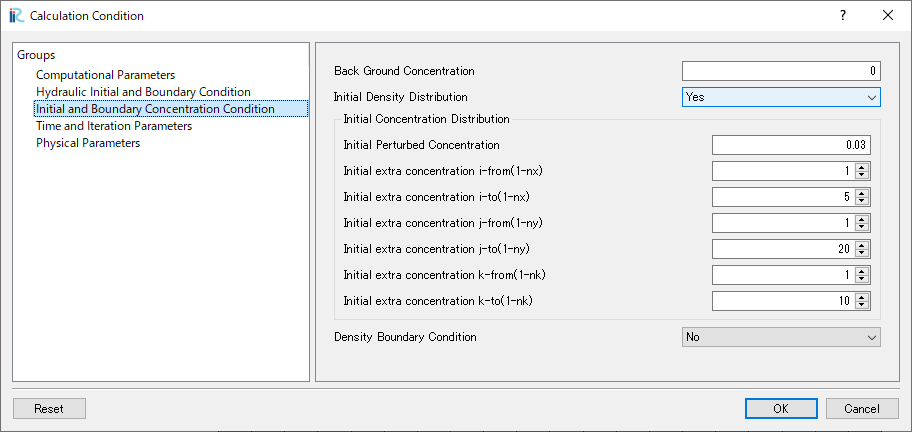 Calculation Condition
Groups
Computational Parameters
Hydraulic Initial and Boundary Condition
Initial and Boundary Concentration Condition
Time and Iteration Parameters
Physical Parameters
Back Ground Concentration 0
Initial Density Distribution Yes
Initial Concentration Distribution
Initial Perturbed Concentration 0.03
Initial extra concentration i-from(1-nx) 1
Initial extra concentration i-to(1-nx) 5
Initial extra concentration j-from(1-ny) 1
Initial extra concentration j-to(1-ny) 20
Initial extra concentration k-from(1-nk) 1
Initial extra concentration k-to(1-nk) 10
Density Boundary Condition No
Reset OK Cancel